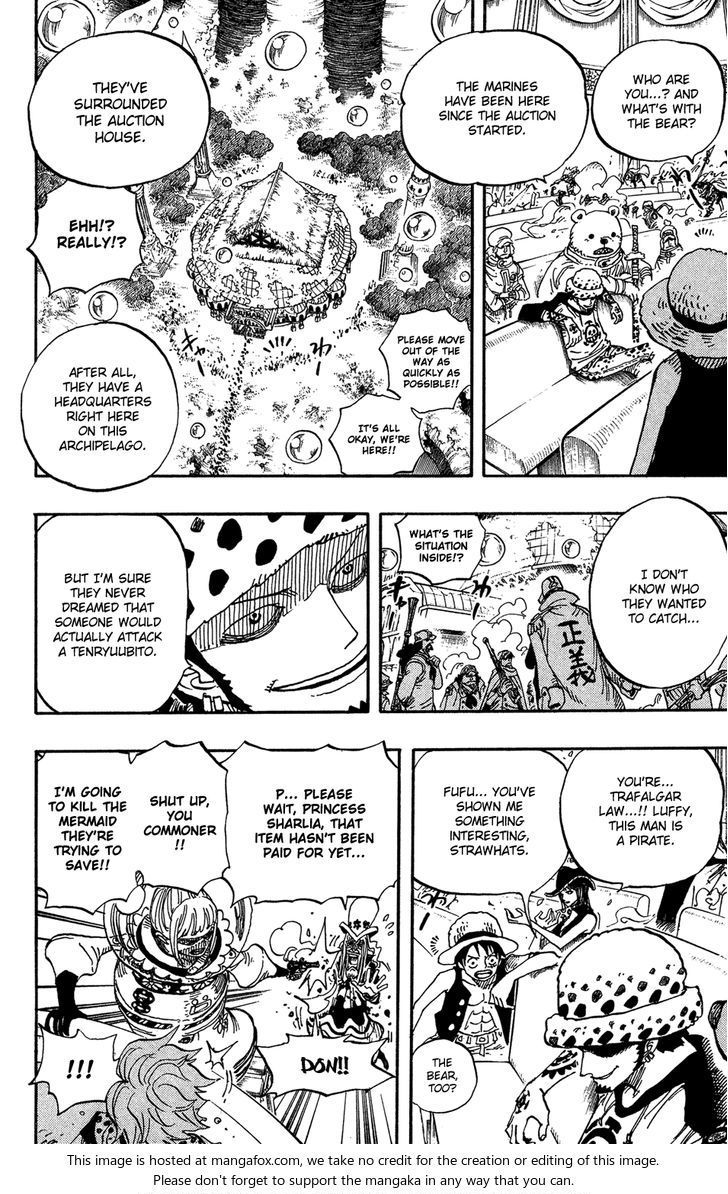 WHO ARE
YOU...? AND
WHAT'S WITH
THE BEAR?
THE MARINES
HAVE BEEN HERE
SINCE THE AUCTION
STARTED.
THEY'VE
SURROUNDED
THE AUCTION
HOUSE.
EHH!?
REALLY!?
PLEASE MOVE
OUT OF THE
WAY AS
QUICKLY AS
POSSIBLE!!
IT'S ALL
OKAY, WE'RE
HERE!!
AFTER ALL,
THEY HAVE A
HEADQUARTERS
RIGHT HERE
ON THIS
ARCHIPELAGO.
I DON'T
KNOW WHO
THEY WANTED
TO CATCH...
WHAT'S THE
SITUATION
INSIDE!?
正義
BUT I'M SURE
THEY NEVER
DREAMED THAT
SOMEONE WOULD
ACTUALLY ATTACK
A TENRYUUBITO.
YOU'RE...
TRAFALGAR
LAW...!! LUFFY,
THIS MAN IS
A PIRATE.
FUFU... YOU'VE
SHOWN ME
SOMETHING
INTERESTING,
STRAWHATS.
THE
BEAR,
TOO?
P... PLEASE
WAIT, PRINCESS
SHARLIA, THAT
ITEM HASN'T BEEN
PAID FOR YET...
SHUT UP,
YOU
COMMONER
!!
I'M GOING
TO KILL THE
MERMAID
THEY'RE
TRYING TO
SAVE!!
DON!!
!!!
This image is hosted at mangafox.com, we take no credit for the creation or editing of this image.
Please don't forget to support the mangaka in any way that you can.